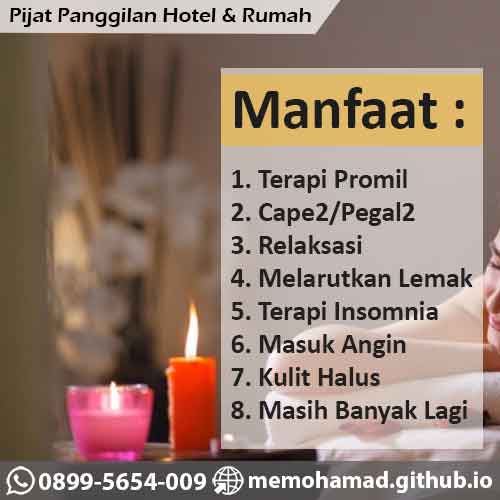 Pijat Panggilan Hotel & Rumah
Manfaat :
1. Terapi Promil
2. Cape2/Pegal2
3. Relaksasi
4. Melarutkan Lemak
5. Terapi Insomnia
6. Masuk Angin
7. Kulit Halus
8. Masih Banyak Lagi
0899-5654-009 memohamad.github.io